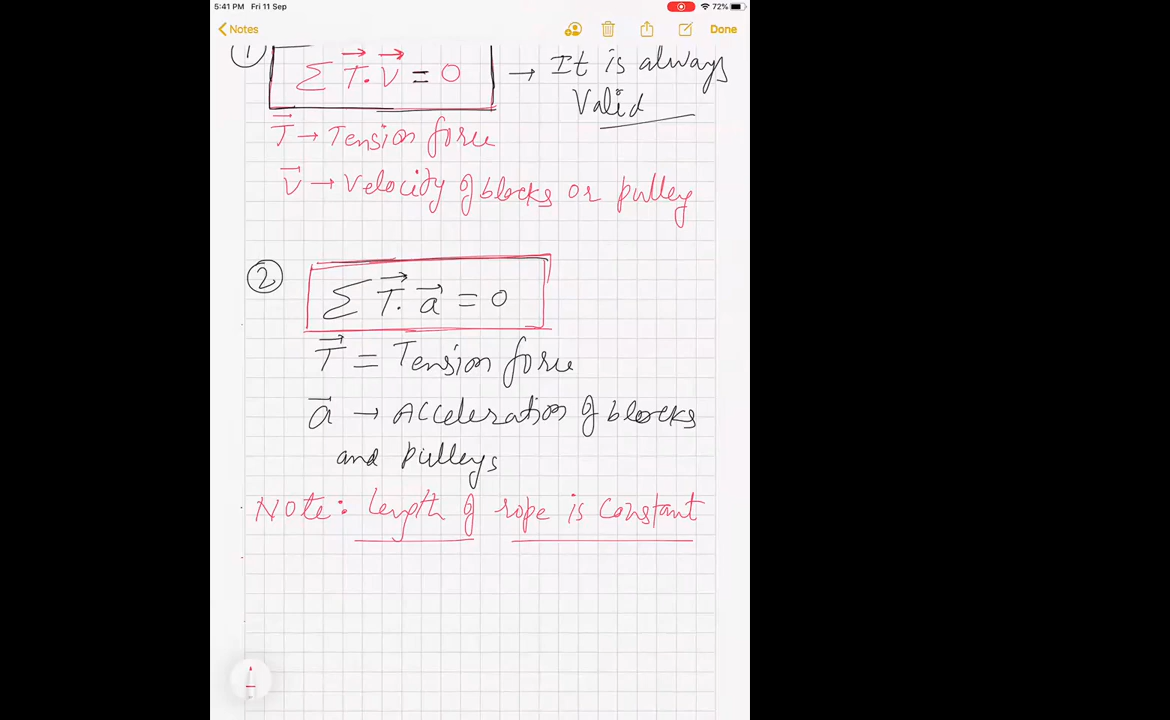 5:41 PM Fri 11 Sep 72%
Notes Done
① Σ T⃗·v⃗ = 0 → It is always
Valid
T⃗ → Tension force
v⃗ → Velocity of blocks or pulley
② Σ T⃗·a⃗ = 0
T⃗ = Tension force
a⃗ → Acceleration of blocks
and pulleys
Note: Length of rope is constant